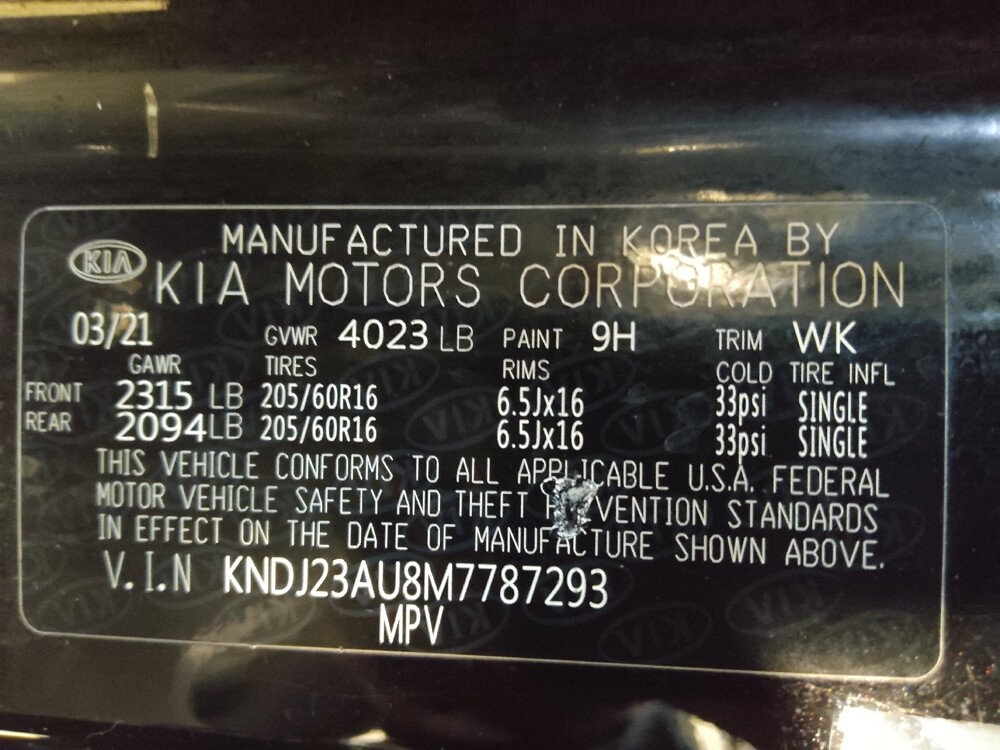 MANUFACTURED IN KOREA BY
KIA
KIA MOTORS CORPORATION
03/21 GVWR 4023 LB PAINT 9H TRIM WK
GAWR TIRES RIMS COLD TIRE INFL
FRONT 2315 LB 205/60R16 6.5Jx16 33psi SINGLE
REAR 2094LB 205/60R16 6.5Jx16 33psi SINGLE
THIS VEHICLE CONFORMS TO ALL APPLICABLE U.S.A. FEDERAL
MOTOR VEHICLE SAFETY AND THEFT VENTION STANDARDS
IN EFFECT ON THE DATE OF MANUFACTURE SHOWN ABOVE.
V.I.N KNDJ23AU8M7787293
MPV